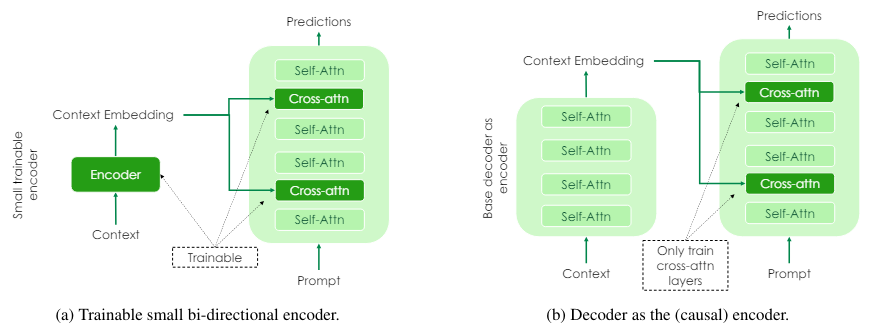 Small trainable
encoder
Predictions
Self-Attn
Cross-attn
Self-Attn
Self-Attn
Cross-attn
Self-Attn
Context Embedding
Encoder
Context
Trainable
Prompt
(a) Trainable small bi-directional encoder.
Base decoder as
encoder
Context Embedding
Self-Attn
Self-Attn
Self-Attn
Self-Attn
Context
Predictions
Self-Attn
Cross-attn
Self-Attn
Self-Attn
Cross-attn
Self-Attn
Only train
cross-attn
layers
Prompt
(b) Decoder as the (causal) encoder.